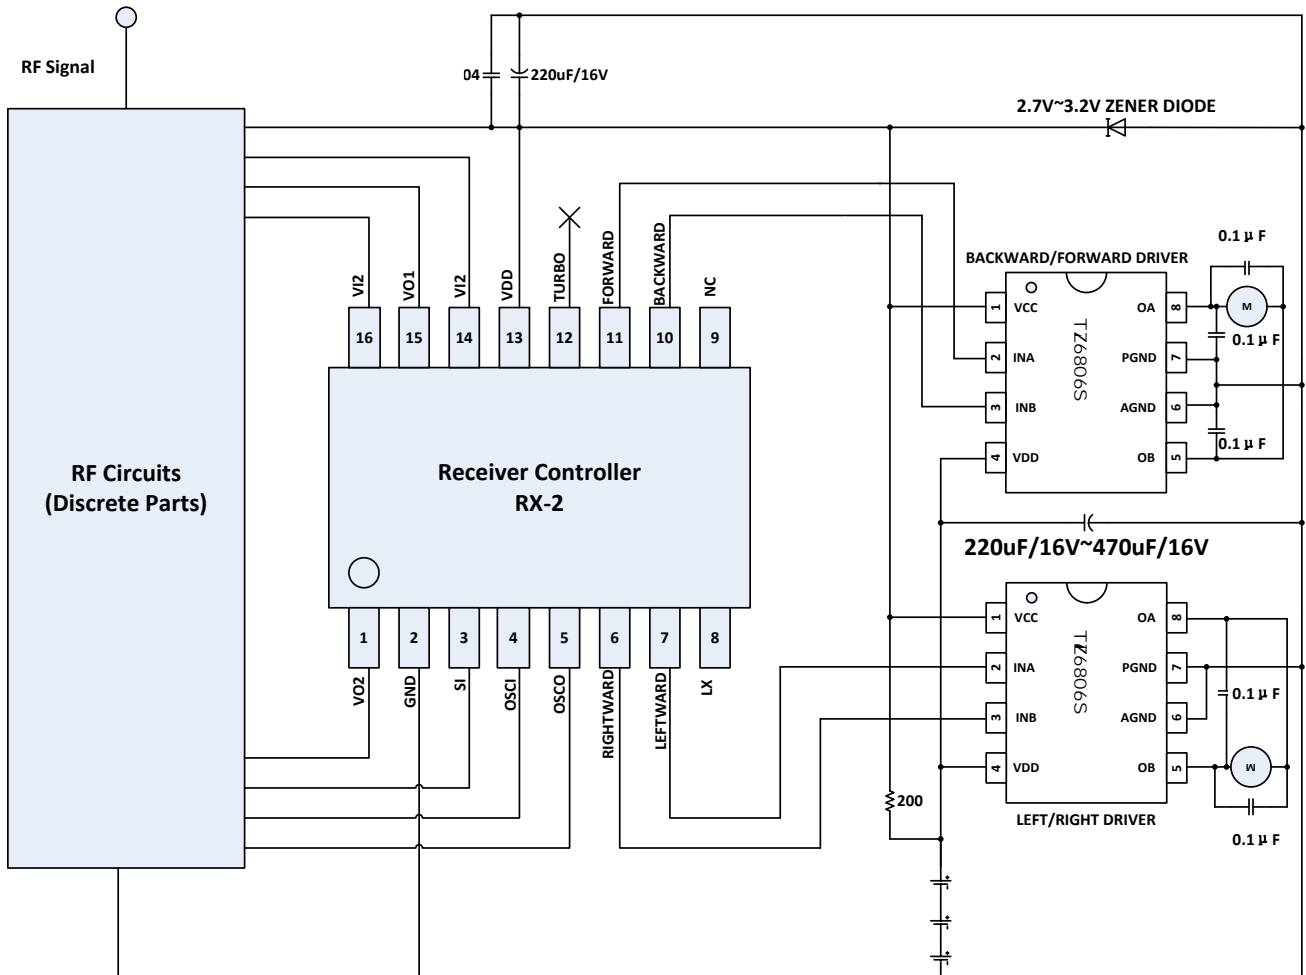 RF Signal
04
220uF/16V
2.7V~3.2V ZENER DIODE
VI2
VO1
VI2
VDD
TURBO
FORWARD
BACKWARD
NC
16
15
14
13
12
11
10
9
RF Circuits
(Discrete Parts)
Receiver Controller
RX-2
1
2
3
4
5
6
7
8
VO2
GND
SI
OSCI
OSCO
RIGHTWARD
LEFTWARD
LX
BACKWARD/FORWARD DRIVER
0.1 μ F
1 VCC OA 8
M
2 INA PGND 7
0.1 μ F
TZ6806S
3 INB AGND 6
4 VDD OB 5
0.1 μ F
220uF/16V~470uF/16V
1 VCC OA 8
2 INA PGND 7
TZ6806S
0.1 μ F
3 INB AGND 6
4 VDD OB 5
M
200
LEFT/RIGHT DRIVER
0.1 μ F